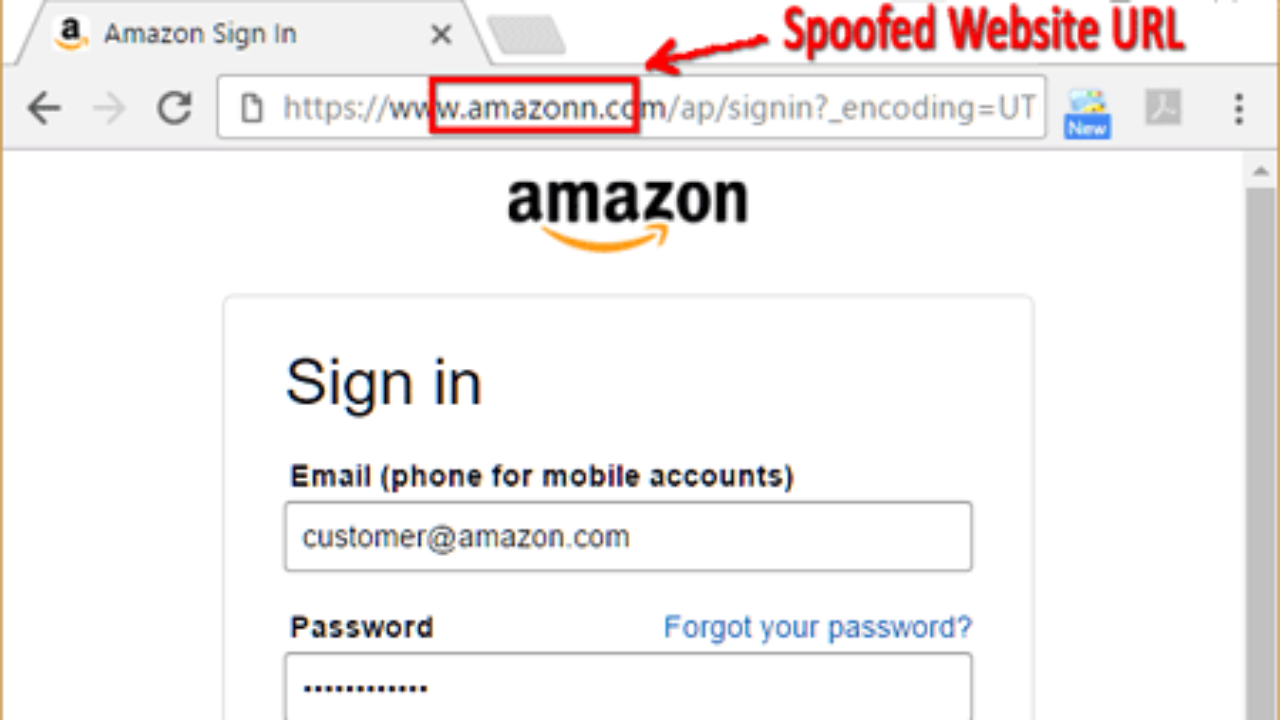 Spoofed Website URL
a Amazon Sign In
https://www.amazonn.com/ap/signin?_encoding=UT
New
amazon
Sign in
Email (phone for mobile accounts)
customer@amazon.com
Password Forgot your password?
••••••••••••